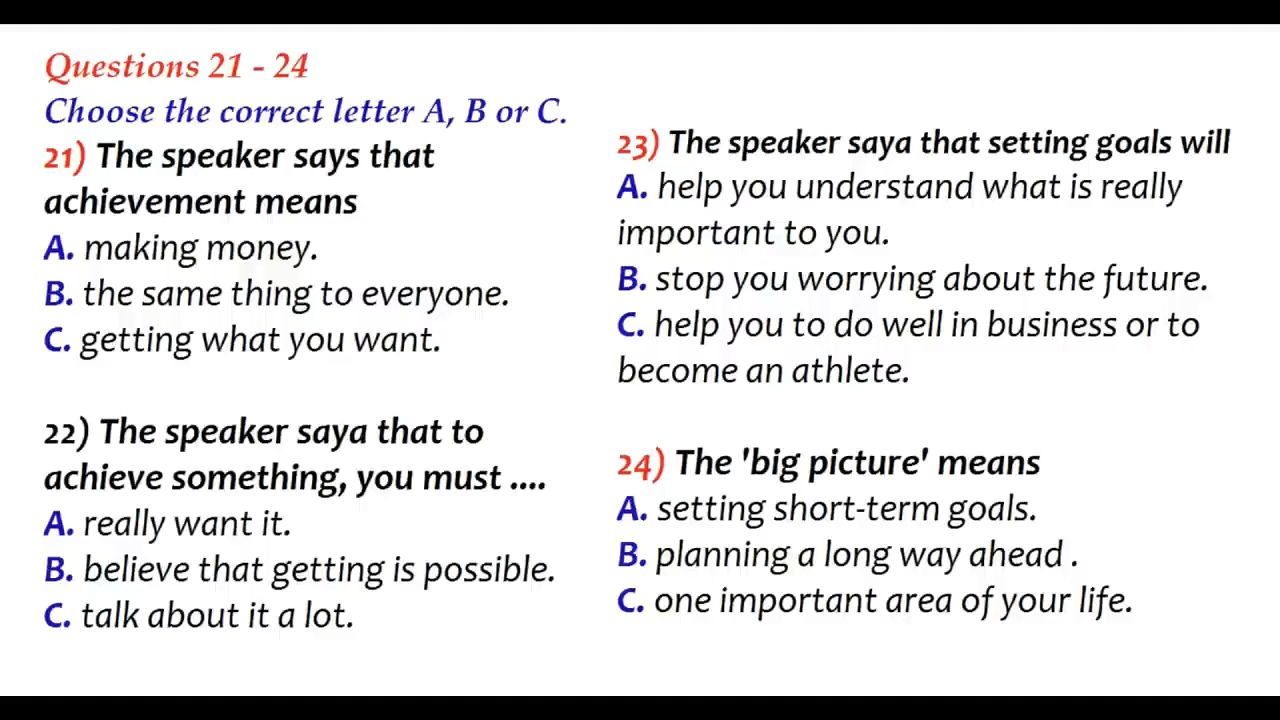 Questions 21 - 24
Choose the correct letter A, B or C.
21) The speaker says that
achievement means
A. making money.
B. the same thing to everyone.
C. getting what you want.
22) The speaker saya that to
achieve something, you must ....
A. really want it.
B. believe that getting is possible.
C. talk about it a lot.
23) The speaker saya that setting goals will
A. help you understand what is really
important to you.
B. stop you worrying about the future.
C. help you to do well in business or to
become an athlete.
24) The 'big picture' means
A. setting short-term goals.
B. planning a long way ahead .
C. one important area of your life.